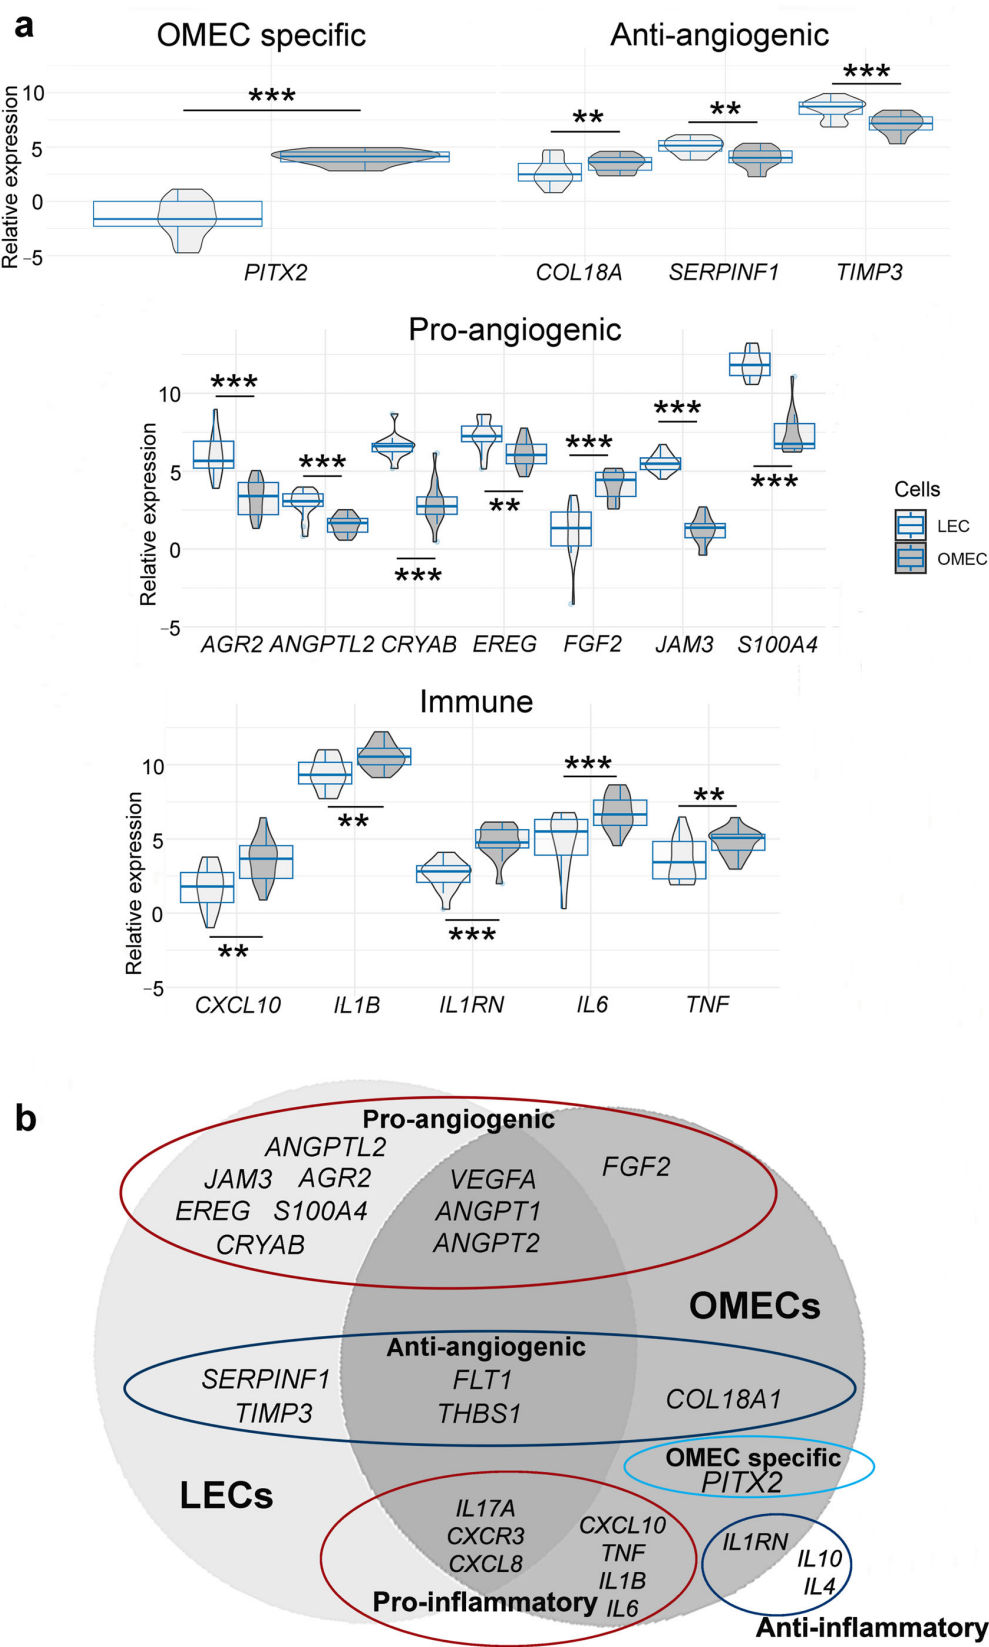 a
OMEC specific
Anti-angiogenic
Relative expression
10
5
0
−5
***
**
**
***
PITX2
COL18A
SERPINF1
TIMP3
Pro-angiogenic
Relative expression
10
5
0
−5
***
***
***
**
***
***
***
AGR2 ANGPTL2 CRYAB EREG FGF2 JAM3 S100A4
Cells
LEC
OMEC
Immune
Relative expression
10
5
0
−5
**
**
***
***
**
CXCL10 IL1B IL1RN IL6 TNF
b
Pro-angiogenic
ANGPTL2
JAM3 AGR2
EREG S100A4
CRYAB
VEGFA
ANGPT1
ANGPT2
FGF2
OMECs
Anti-angiogenic
SERPINF1
TIMP3
FLT1
THBS1
COL18A1
OMEC specific
PITX2
LECs
IL17A
CXCR3
CXCL8
CXCL10
TNF
IL1B
IL6
Pro-inflammatory
IL1RN
IL10
IL4
Anti-inflammatory